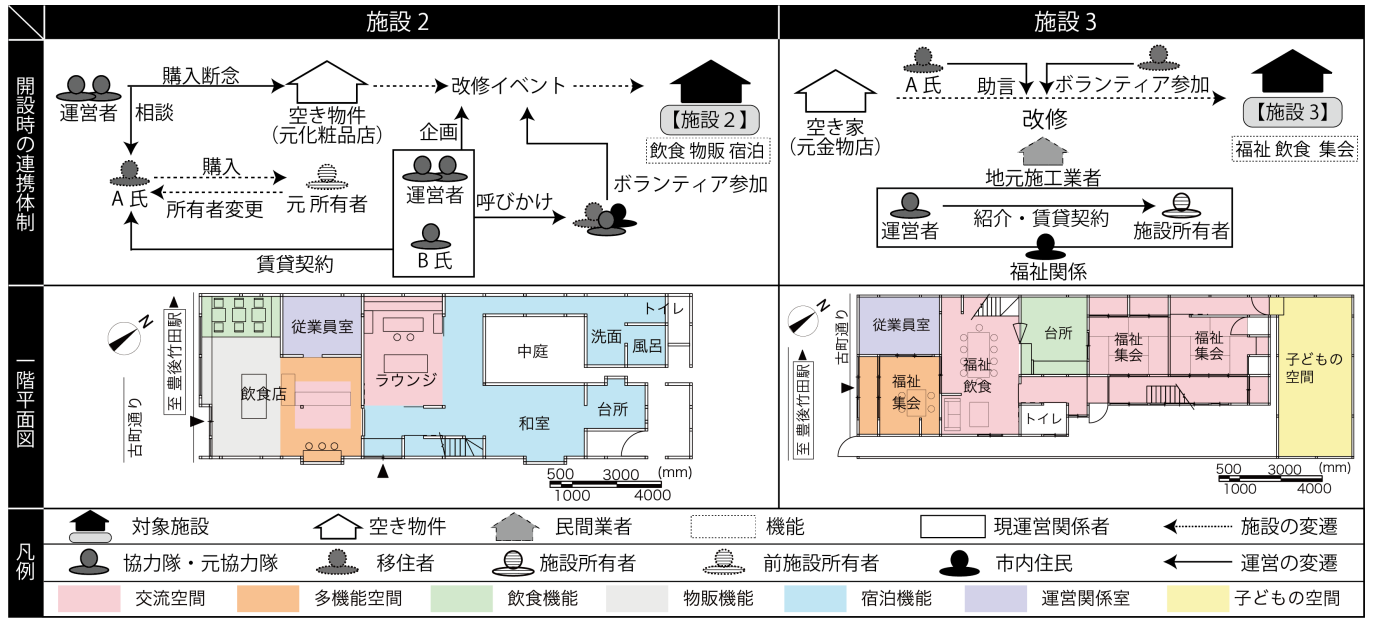 施設２
施設３
開設時の連携体制
運営者
購入断念
相談
空き物件
(元化粧品店)
改修イベント
【施設２】
飲食 物販 宿泊
企画
運営者
B 氏
呼びかけ
ボランティア参加
A 氏
購入
所有者変更
元 所有者
賃貸契約
空き家
(元金物店)
A 氏
助言
ボランティア参加
改修
【施設３】
福祉 飲食 集会
地元施工業者
運営者
紹介・賃貸契約
施設所有者
福祉関係
一階平面図
N
至 豊後竹田駅
古町通り
従業員室
飲食店
ラウンジ
中庭
洗面
トイレ
風呂
台所
和室
500
3000
(mm)
1000
4000
N
古町通り
至 豊後竹田駅
従業員室
福祉
集会
福祉
飲食
台所
福祉
集会
福祉
集会
トイレ
子どもの
空間
500
3000
(mm)
1000
4000
凡例
対象施設
空き物件
民間業者
機能
現運営関係者
施設の変遷
協力隊・元協力隊
移住者
施設所有者
前施設所有者
市内住民
運営の変遷
交流空間
多機能空間
飲食機能
物販機能
宿泊機能
運営関係室
子どもの空間